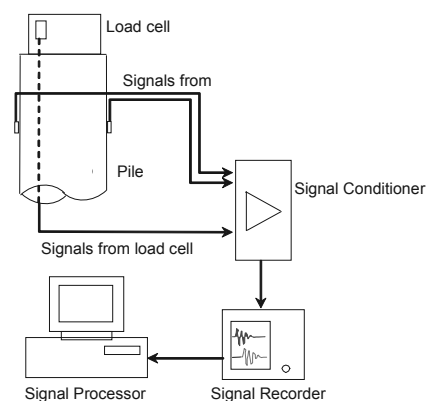 Load cell
Signals from
Pile
Signal Conditioner
Signals from load cell
Signal Processor
Signal Recorder